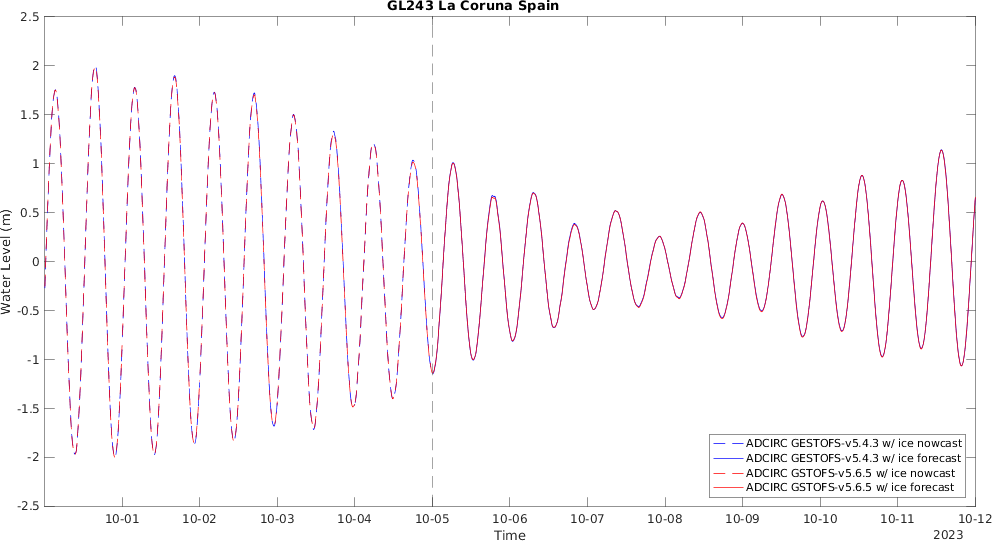 GL243 La Coruna Spain
2.5
2
1.5
1
0.5
0
-0.5
-1
-1.5
-2
-2.5
Water Level (m)
ADCIRC GESTOFS-v5.4.3 w/ ice nowcast
ADCIRC GESTOFS-v5.4.3 w/ ice forecast
ADCIRC GSTOFS-v5.6.5 w/ ice nowcast
ADCIRC GSTOFS-v5.6.5 w/ ice forecast
10-01 10-02 10-03 10-04 10-05 10-06 10-07 10-08 10-09 10-10 10-11 10-12
Time
2023